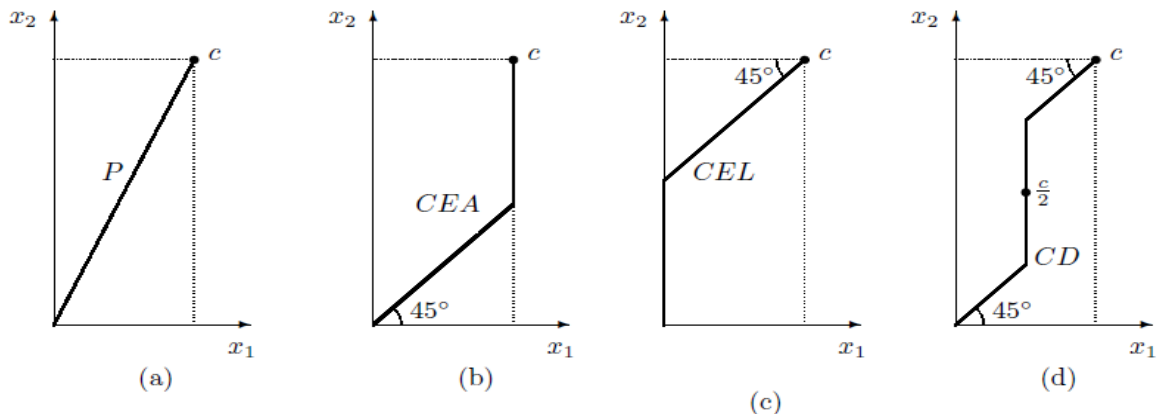 x₂ x₂ x₂ x₂
c c c c
45° 45°
P CEL c/2
CEA CD
45° 45°
x₁ x₁ x₁ x₁
(a) (b) (d)
(c)